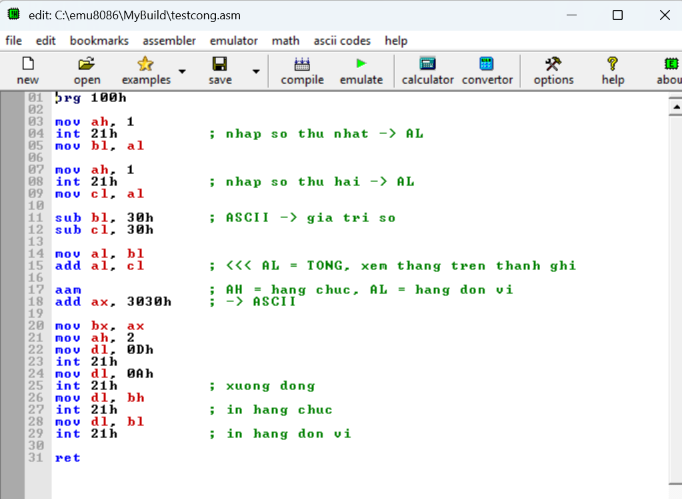 edit: C:\emu8086\MyBuild\testcong.asm
file edit bookmarks assembler emulator math ascii codes help
new open examples save compile emulate calculator convertor options help abou
01 org 100h
02
03 mov ah, 1
04 int 21h ; nhap so thu nhat -> AL
05 mov bl, al
06
07 mov ah, 1
08 int 21h ; nhap so thu hai -> AL
09 mov cl, al
10
11 sub bl, 30h ; ASCII -> gia tri so
12 sub cl, 30h
13
14 mov al, bl
15 add al, cl ; <<< AL = TONG, xem thang tren thanh ghi
16
17 aam ; AH = hang chuc, AL = hang don vi
18 add ax, 3030h ; -> ASCII
19
20 mov bx, ax
21 mov ah, 2
22 mov dl, 0Dh
23 int 21h
24 mov dl, 0Ah
25 int 21h ; xuong dong
26 mov dl, bh
27 int 21h ; in hang chuc
28 mov dl, bl
29 int 21h ; in hang don vi
30
31 ret